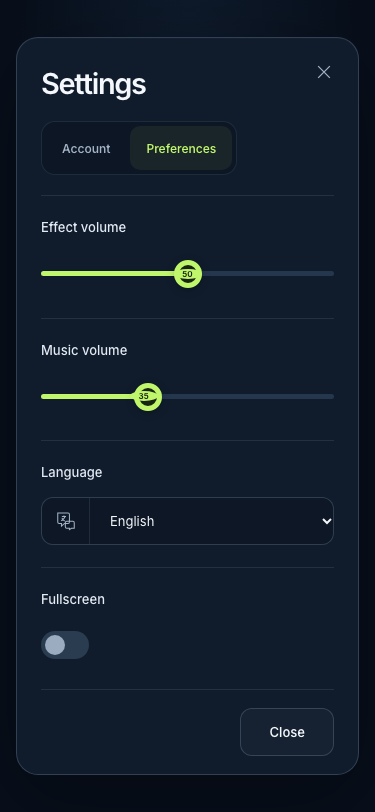 Settings
Account
Preferences
Effect volume
50
Music volume
35
Language
English
Fullscreen
Close